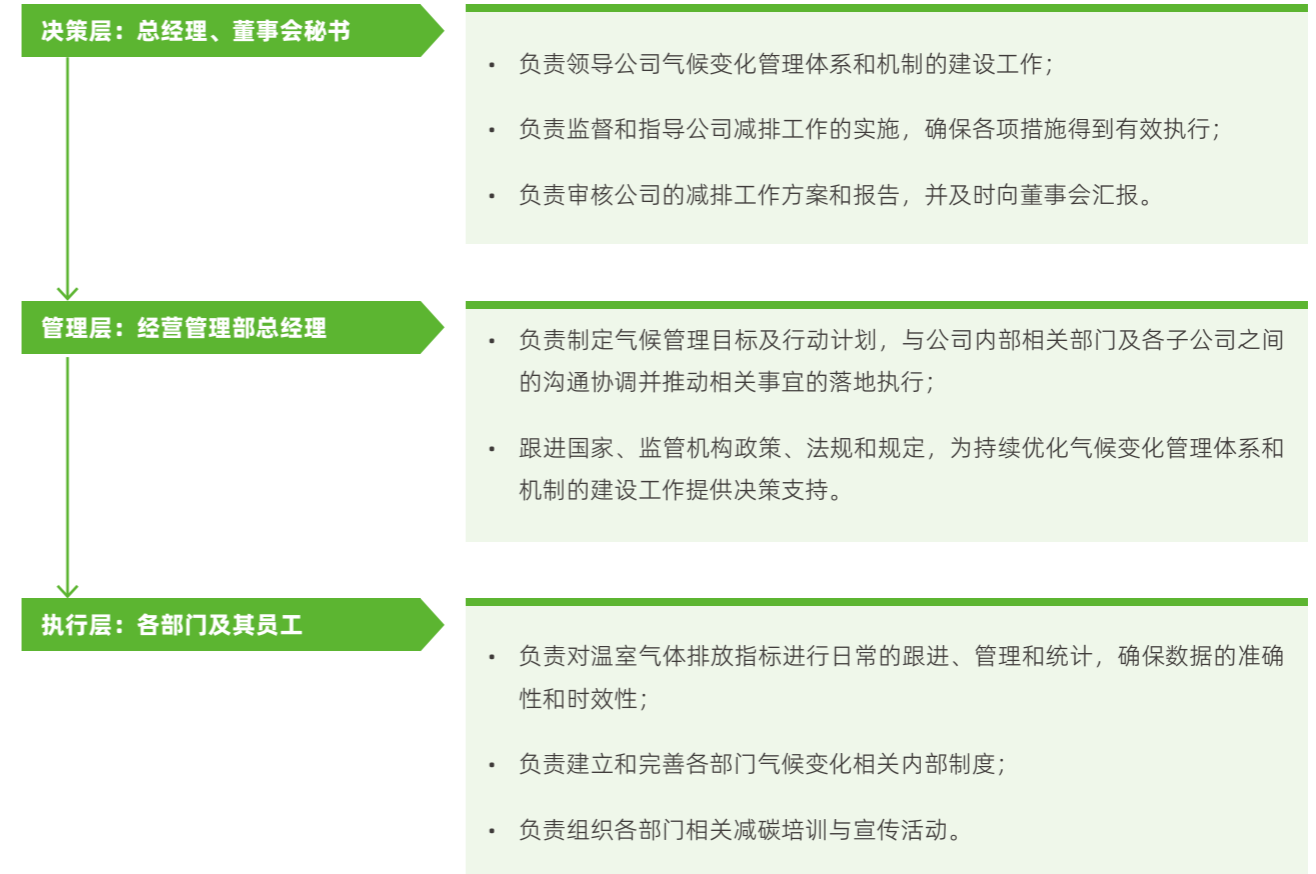 决策层：总经理、董事会秘书
• 负责领导公司气候变化管理体系和机制的建设工作；
• 负责监督和指导公司减排工作的实施，确保各项措施得到有效执行；
• 负责审核公司的减排工作方案和报告，并及时向董事会汇报。
管理层：经营管理部总经理
• 负责制定气候管理目标及行动计划，与公司内部相关部门及各子公司之间
的沟通协调并推动相关事宜的落地执行；
• 跟进国家、监管机构政策、法规和规定，为持续优化气候变化管理体系和
机制的建设工作提供决策支持。
执行层：各部门及其员工
• 负责对温室气体排放指标进行日常的跟进、管理和统计，确保数据的准确
性和时效性；
• 负责建立和完善各部门气候变化相关内部制度；
• 负责组织各部门相关减碳培训与宣传活动。